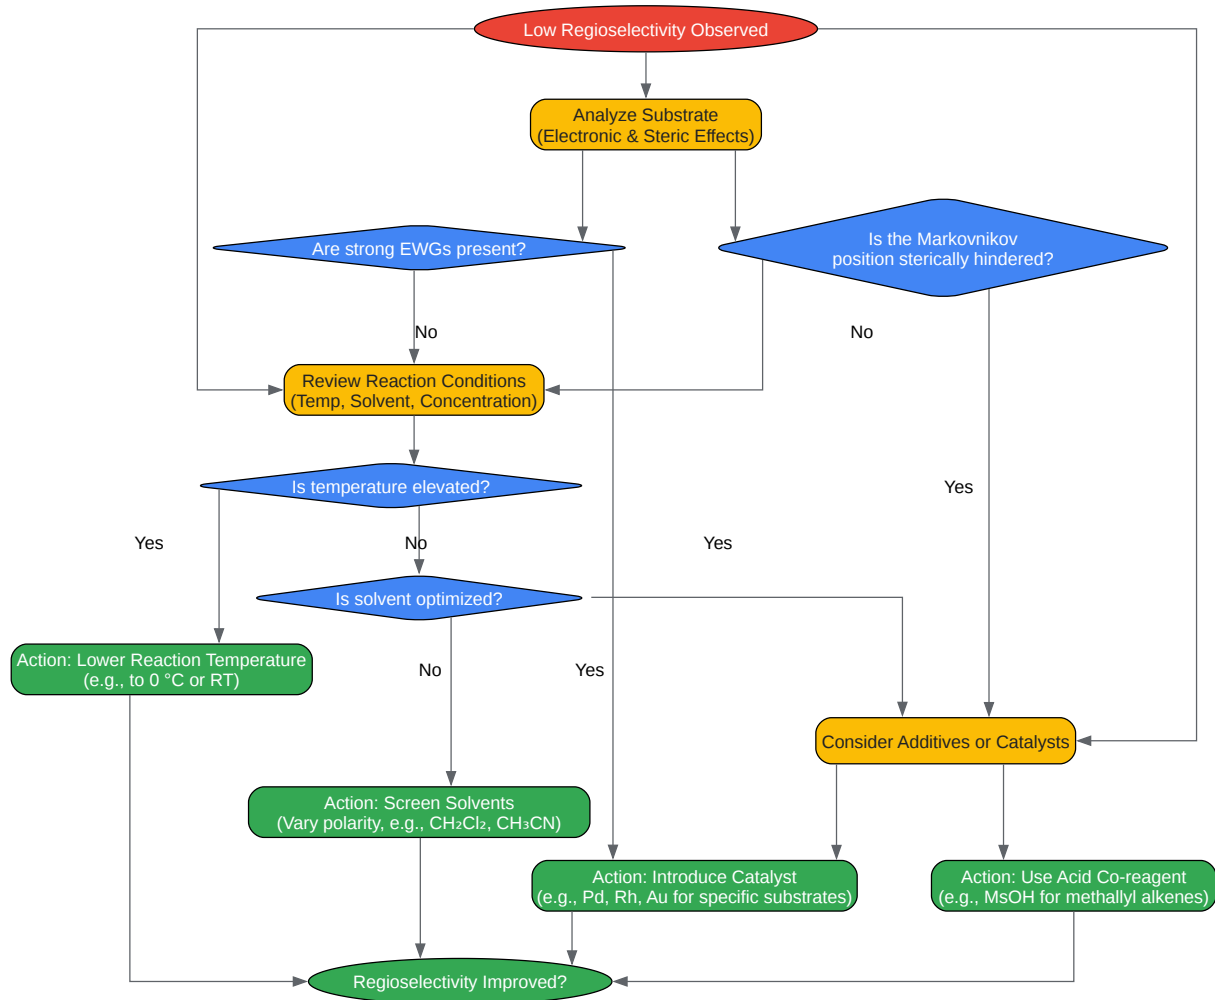 Low Regioselectivity Observed
Analyze Substrate
(Electronic & Steric Effects)
Are strong EWGs present?
Is the Markovnikov
position sterically hindered?
No
No
Review Reaction Conditions
(Temp, Solvent, Concentration)
Is temperature elevated?
Yes
Yes
No
Yes
Is solvent optimized?
Action: Lower Reaction Temperature
(e.g., to 0 °C or RT)
No
Yes
Consider Additives or Catalysts
Action: Screen Solvents
(Vary polarity, e.g., CH₂Cl₂, CH₃CN)
Action: Introduce Catalyst
(e.g., Pd, Rh, Au for specific substrates)
Action: Use Acid Co-reagent
(e.g., MsOH for methallyl alkenes)
Regioselectivity Improved?